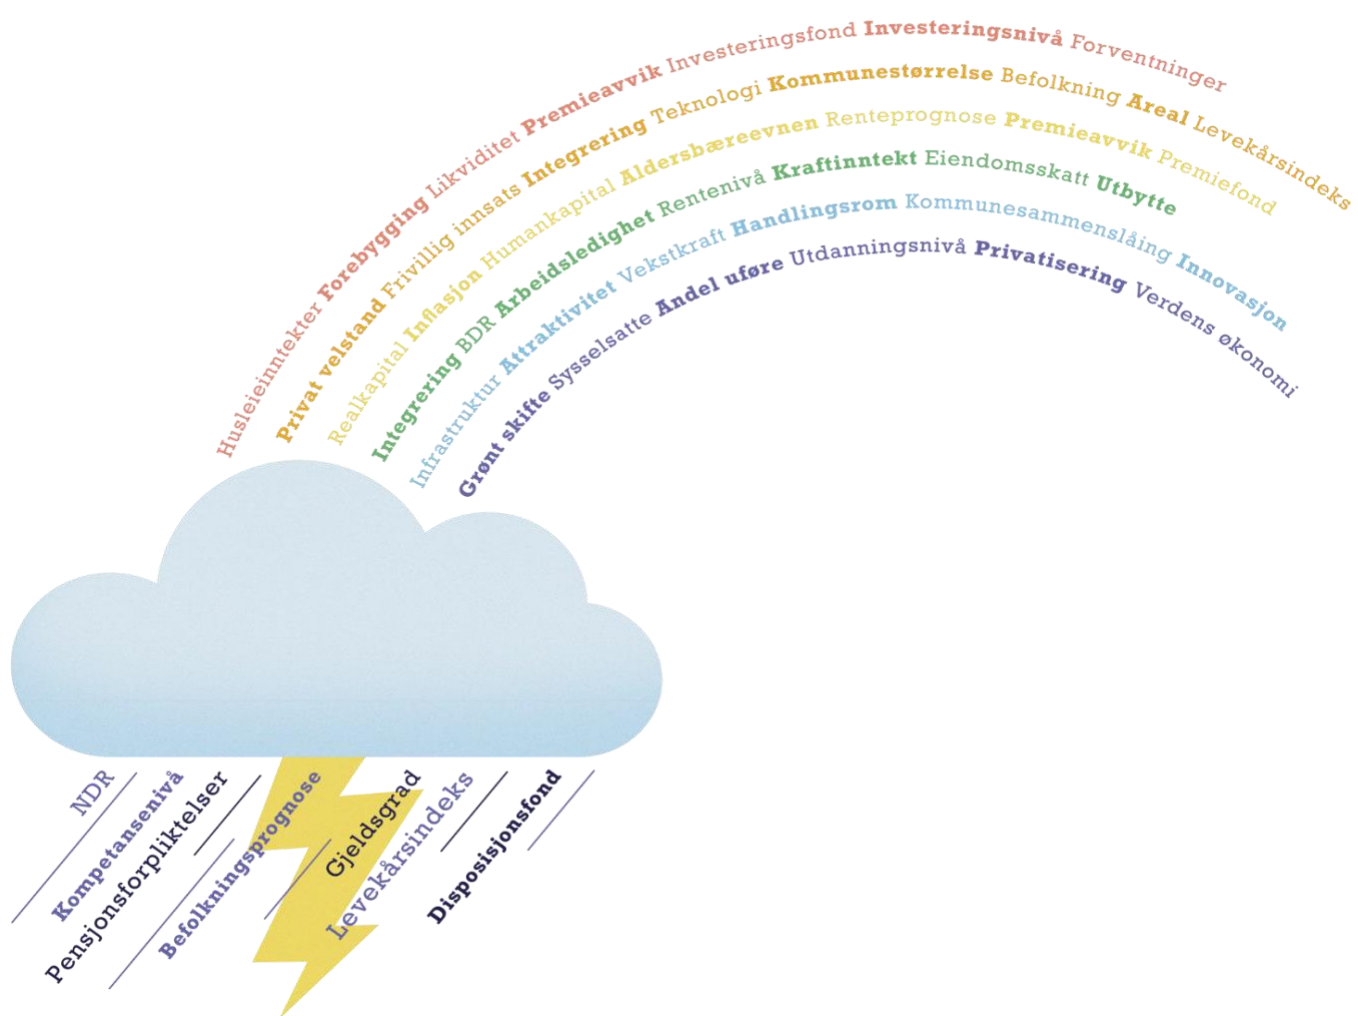 Husleieinntekter Forebygging Likviditet Premieavvik Investeringsfond Investeringsnivå Forventninger
Privat velstand Frivillig innsats Integrering Teknologi Kommunestørrelse Befolkning Areal Levekårsindeks
Realkapital Inflasjon Humankapital Aldersbæreevnen Renteprognose Premieavvik Premiefond
Integrering BDR Arbeidsledighet Rentenivå Kraftinntekt Eiendomsskatt Utbytte
Infrastruktur Attraktivitet Vekstkraft Handlingsrom Kommunesammenslåing Innovasjon
Grønt skifte Sysselsatte Andel uføre Utdanningsnivå Privatisering Verdens økonomi
NDR
Kompetansenivå
Pensjonsforpliktelser
Befolkningsprognose
Gjeldsgrad
Levekårsindeks
Disposisjonsfond